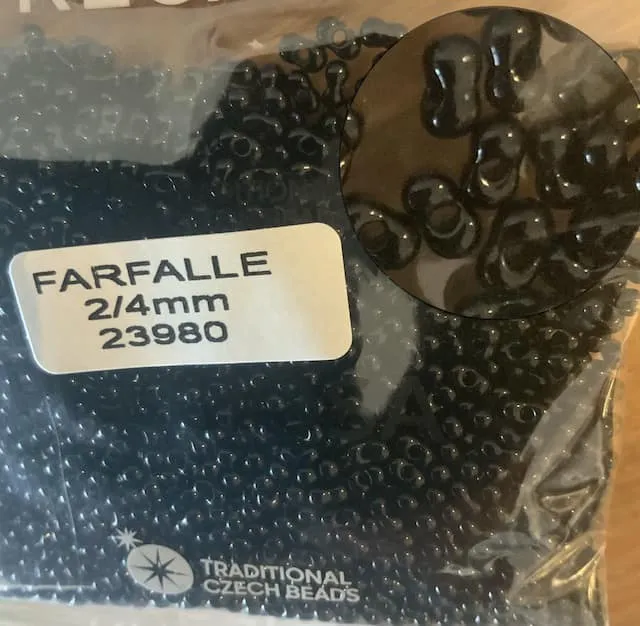 FARFALLE
2/4mm
23980
TRADITIONAL
CZECH BEADS